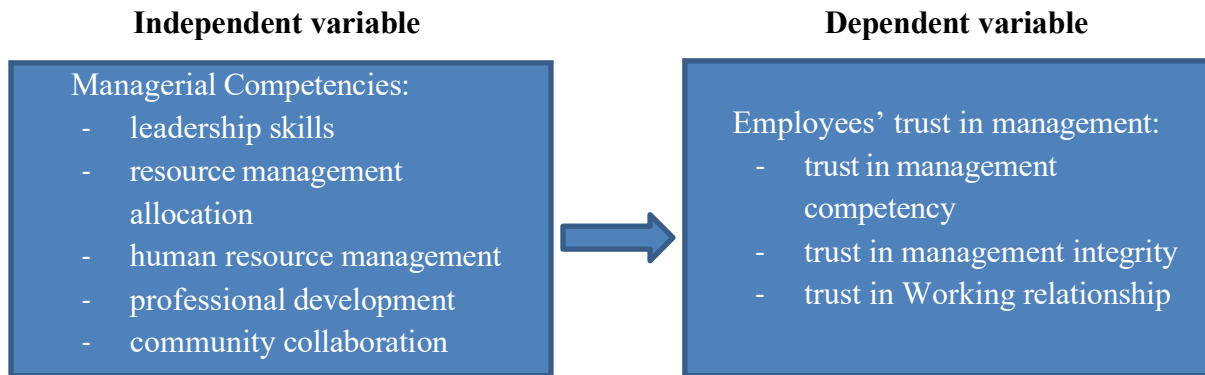 Independent variable
Managerial Competencies:
- leadership skills
- resource management
allocation
- human resource management
- professional development
- community collaboration
Dependent variable
Employees’ trust in management:
- trust in management
competency
- trust in management integrity
- trust in Working relationship